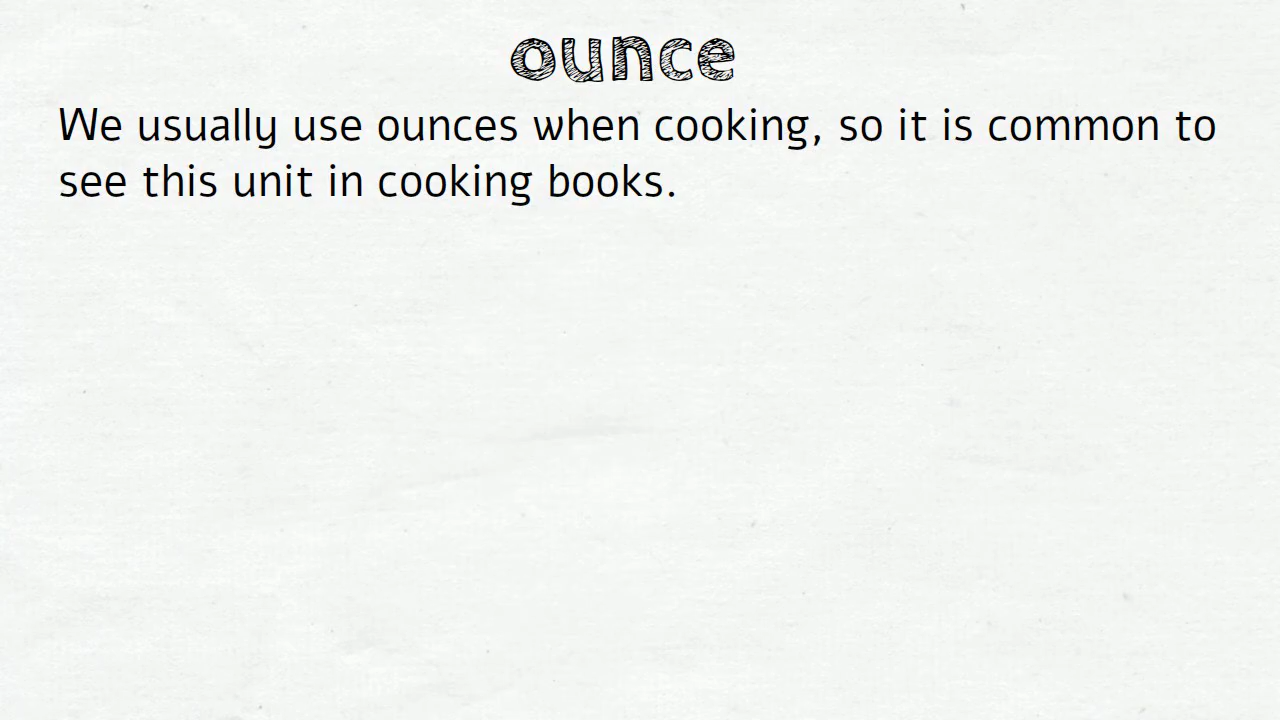 ounce
We usually use ounces when cooking, so it is common to
see this unit in cooking books.